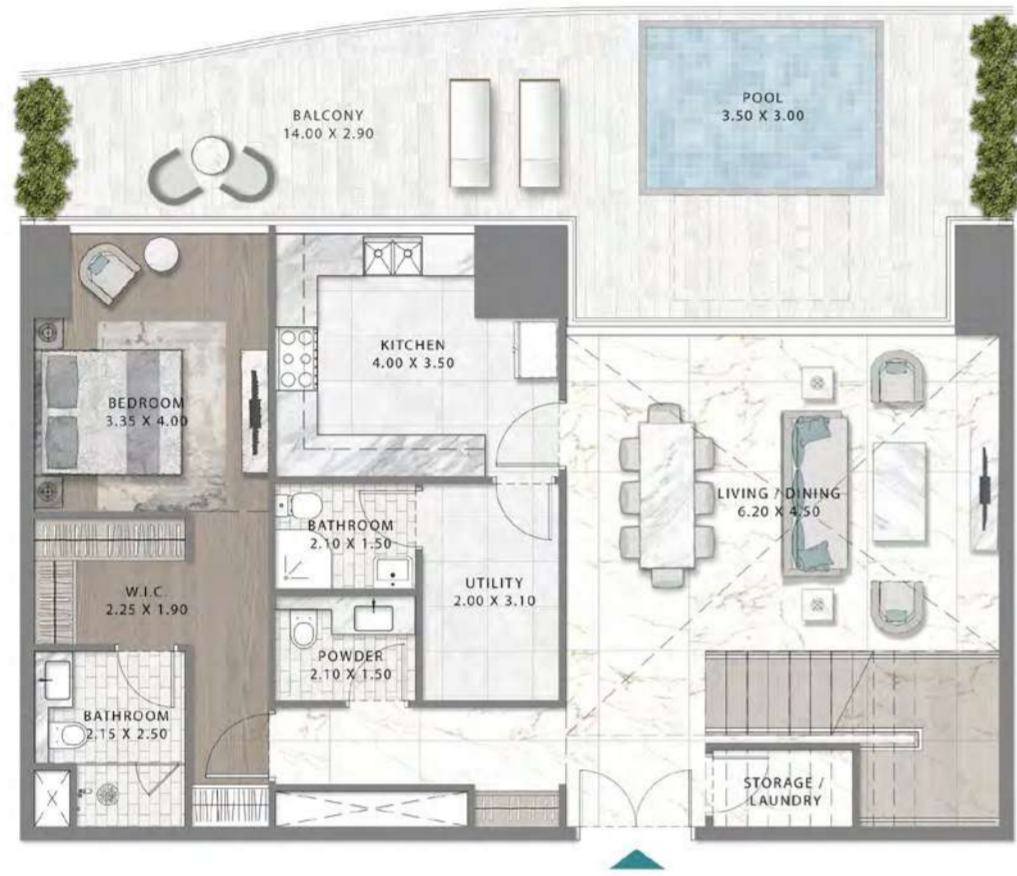 POOL
3.50 X 3.00
BALCONY
14.00 X 2.90
KITCHEN
4.00 X 3.50
BEDROOM
3.35 X 4.00
LIVING / DINING
6.20 X 4.50
BATHROOM
2.10 X 1.50
UTILITY
2.00 X 3.10
W.I.C.
2.25 X 1.90
POWDER
2.10 X 1.50
BATHROOM
2.15 X 2.50
STORAGE /
LAUNDRY